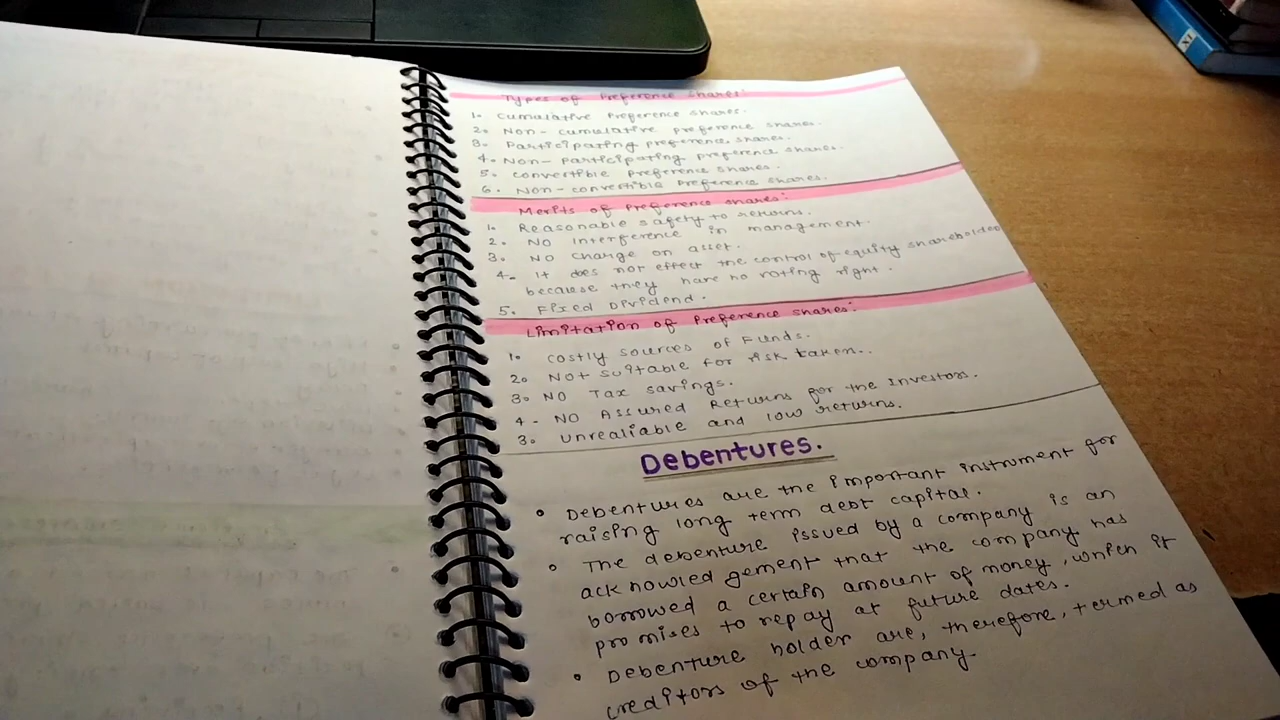 Types of Preference shares:
1. Cumulative Preference shares.
2. Non-cumulative preference shares.
3. Participating preference shares.
4. Non-Participating preference shares.
5. convertible preference shares.
6. Non-convertible Preference shares.
Merits of Preference shares:
1. Reasonable safety to returns.
2. NO Interference in management.
3. NO Charge on asset.
4. It does not effect the control of equity shareholder
because they have no voting right.
5. Fixed Dividend.
Limitation of Preference shares:
1. costly sources of Funds.
2. Not suitable for risk taken..
3. NO Tax savings.
4. NO Assured Returns for the Investors.
3. unrealiable and low returns.
Debentures.
• Debentures are the important instrument for
raising long term debt capital.
• The debenture issued by a company is an
acknowledgement that the company has
borrowed a certain amount of money, which it
promises to repay at future dates.
• Debenture holder are, therefore, termed as
creditors of the company.
XI